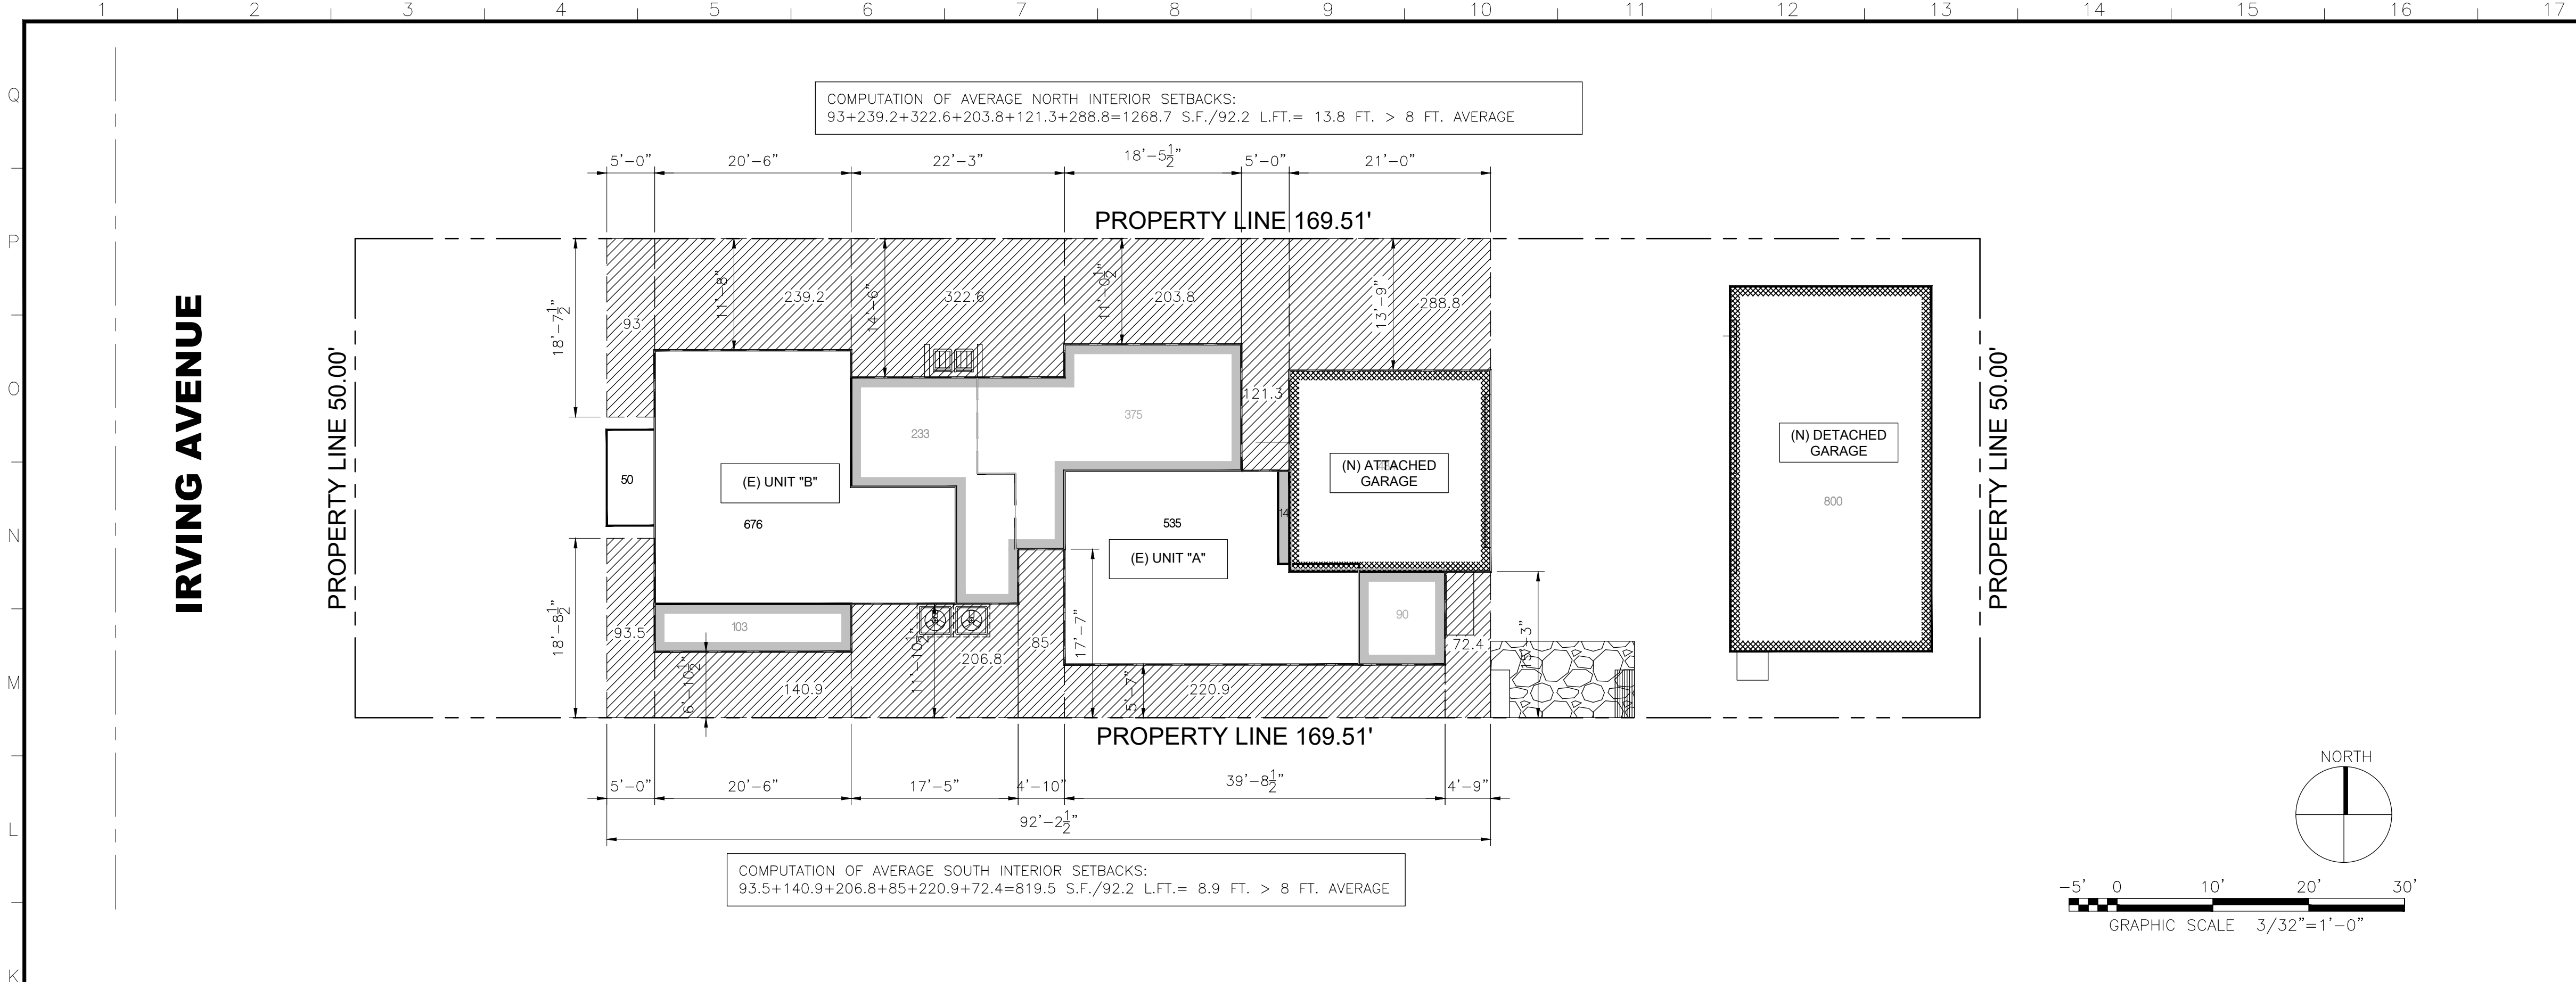 1 2 3 4 5 6 7 8 9 10 11 12 13 14 15 16 17
Q
P
O
N
M
L
K
COMPUTATION OF AVERAGE NORTH INTERIOR SETBACKS:
93+239.2+322.6+203.8+121.3+288.8=1268.7 S.F./92.2 L.FT.= 13.8 FT. > 8 FT. AVERAGE
5'-0" 20'-6" 22'-3" 18'-5½" 5'-0" 21'-0"
PROPERTY LINE 169.51'
IRVING AVENUE
PROPERTY LINE 50.00'
18'-7½"
93
11'-8"
239.2
14'-6"
322.6
11'-0½"
203.8
121.3
13'-9"
288.8
50
(E) UNIT "B"
676
233
375
535
(E) UNIT "A"
14
(N) ATTACHED
GARAGE
90
(N) DETACHED
GARAGE
800
PROPERTY LINE 50.00'
18'-8½"
93.5
103
6'-10½"
140.9
11'-10½"
206.8
85
17'-7"
5'-7"
220.9
72.4
15'-3"
PROPERTY LINE 169.51'
5'-0" 20'-6" 17'-5" 4'-10" 39'-8½" 4'-9"
92'-2½"
COMPUTATION OF AVERAGE SOUTH INTERIOR SETBACKS:
93.5+140.9+206.8+85+220.9+72.4=819.5 S.F./92.2 L.FT.= 8.9 FT. > 8 FT. AVERAGE
NORTH
-5' 0 10' 20' 30'
GRAPHIC SCALE 3/32"=1'-0"